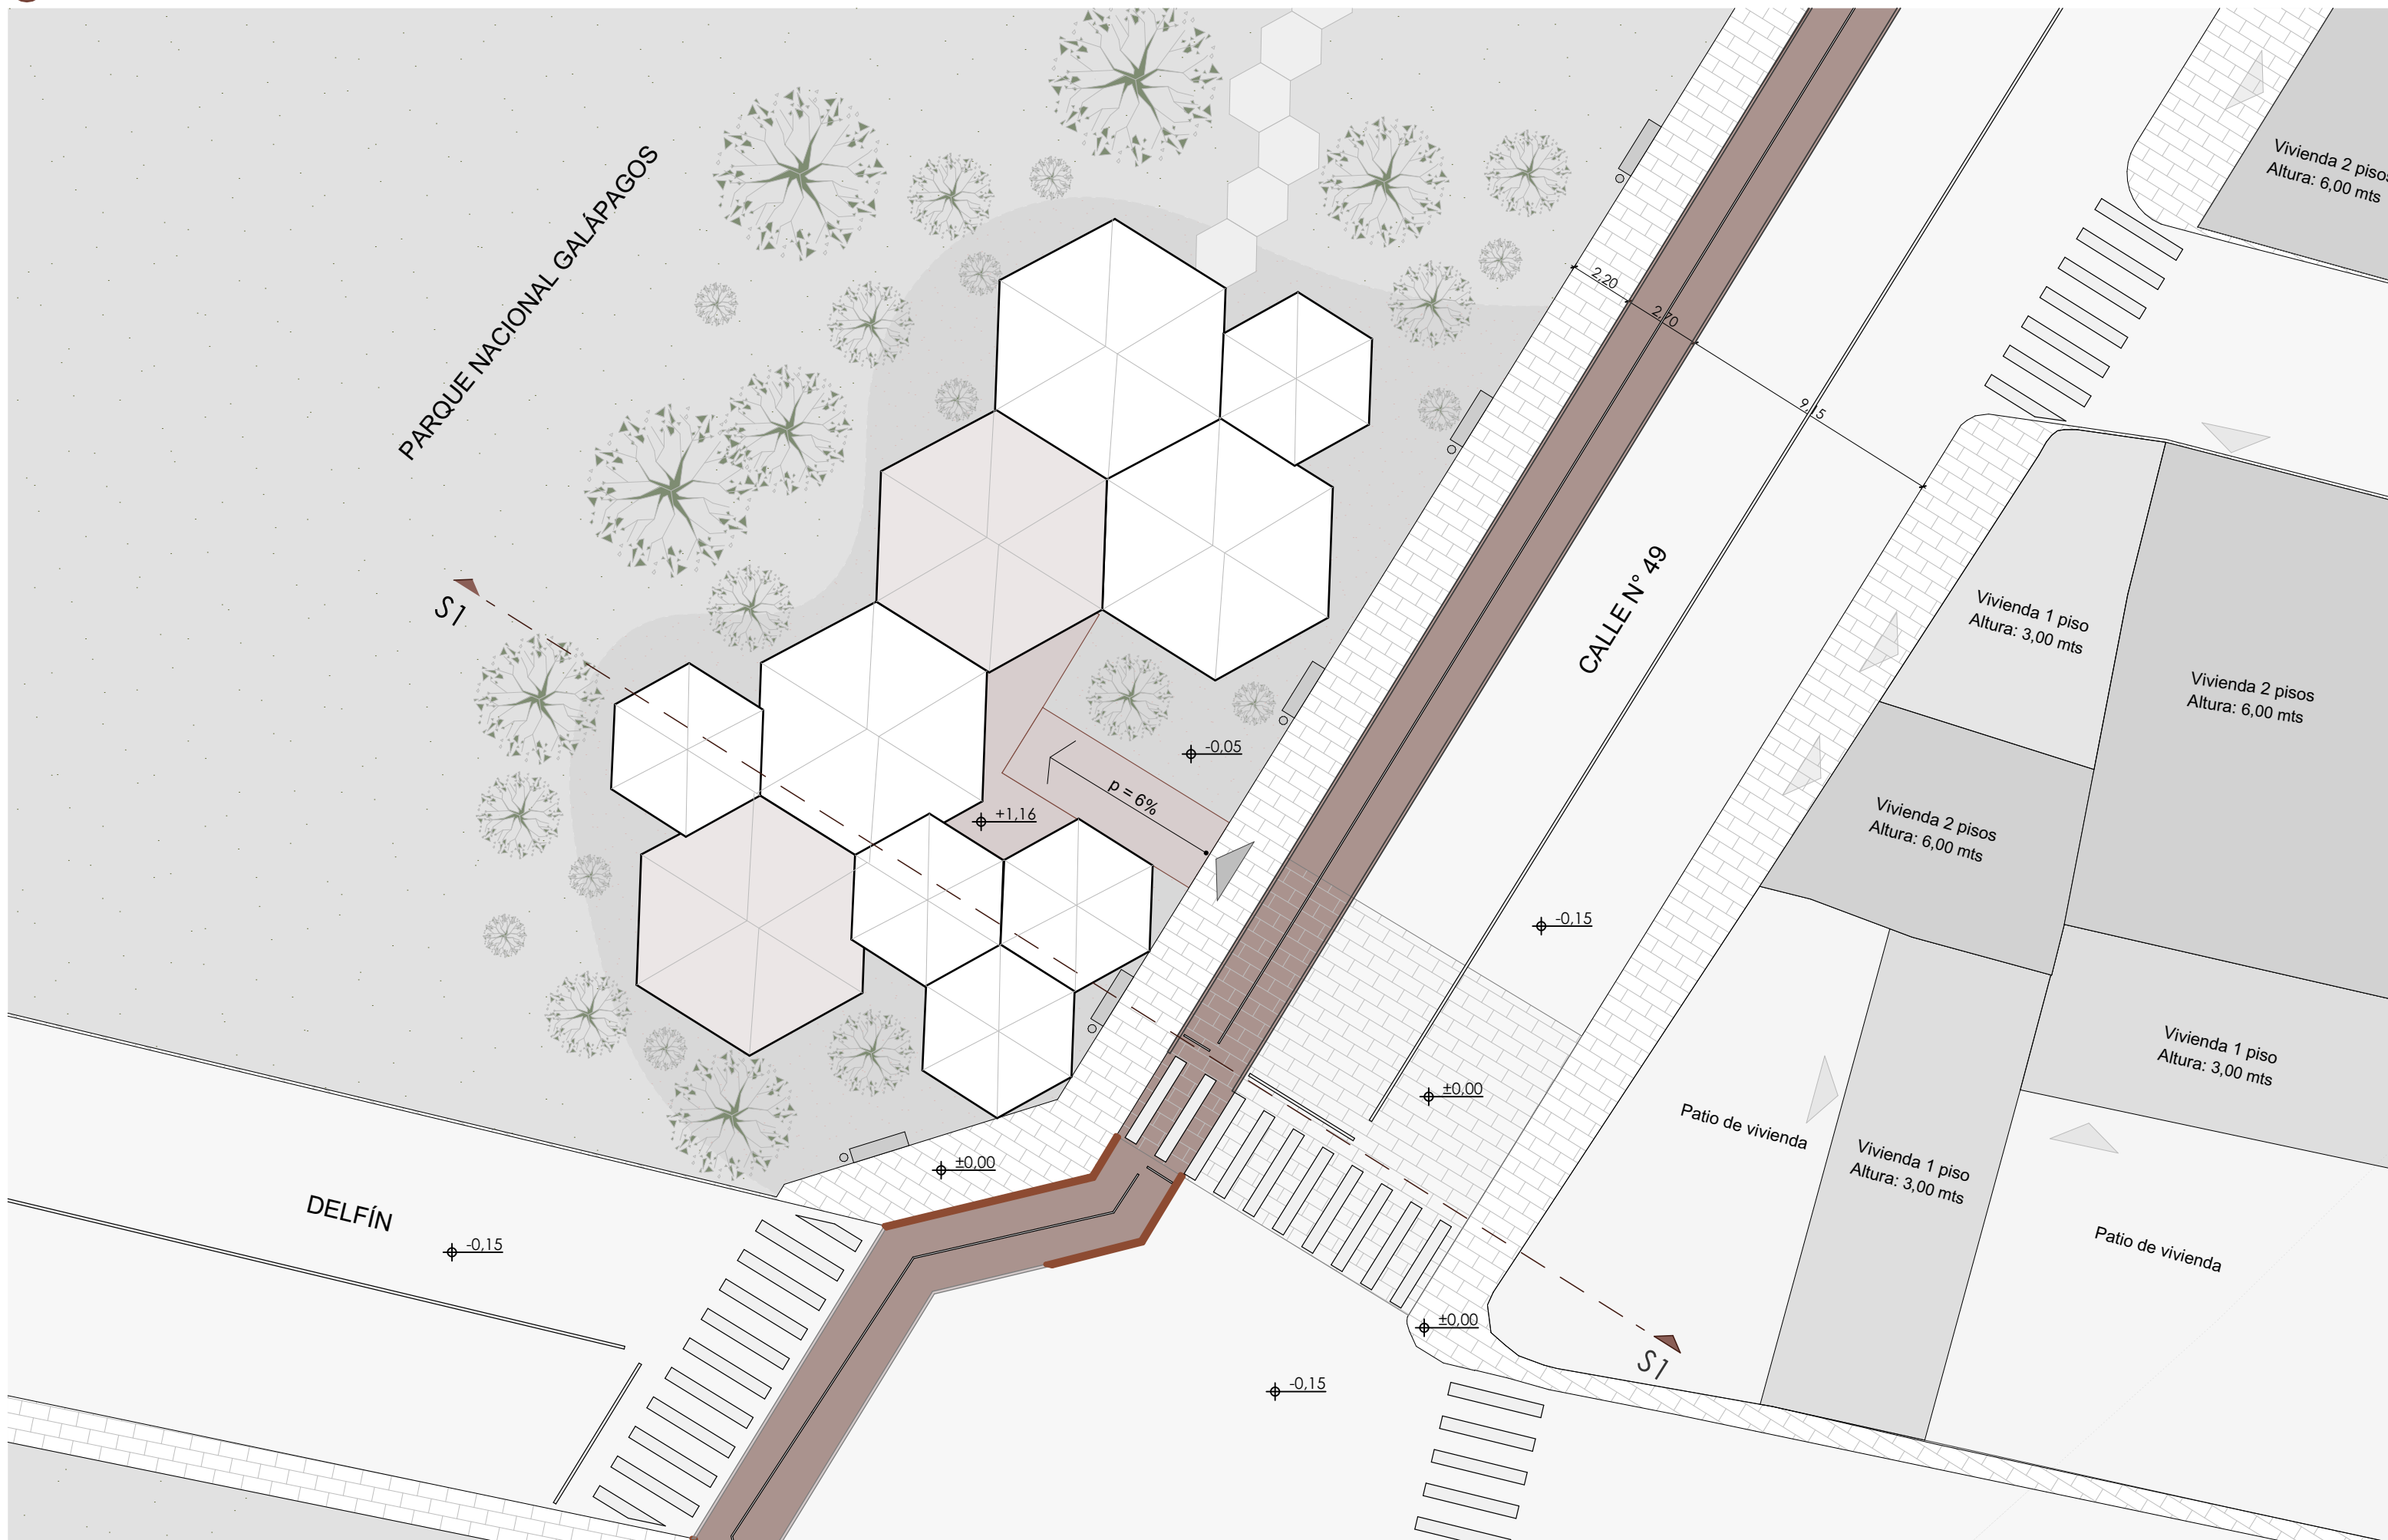 PARQUE NACIONAL GALÁPAGOS
Vivienda 2 pisos
Altura: 6,00 mts
2,20
2,70
9,15
CALLE N° 49
Vivienda 1 piso
Altura: 3,00 mts
Vivienda 2 pisos
Altura: 6,00 mts
S1
-0,05
p = 6%
+1,16
Vivienda 2 pisos
Altura: 6,00 mts
-0,15
Vivienda 1 piso
Altura: 3,00 mts
±0,00
Patio de vivienda
Vivienda 1 piso
Altura: 3,00 mts
±0,00
DELFÍN
-0,15
Patio de vivienda
±0,00
S1
-0,15